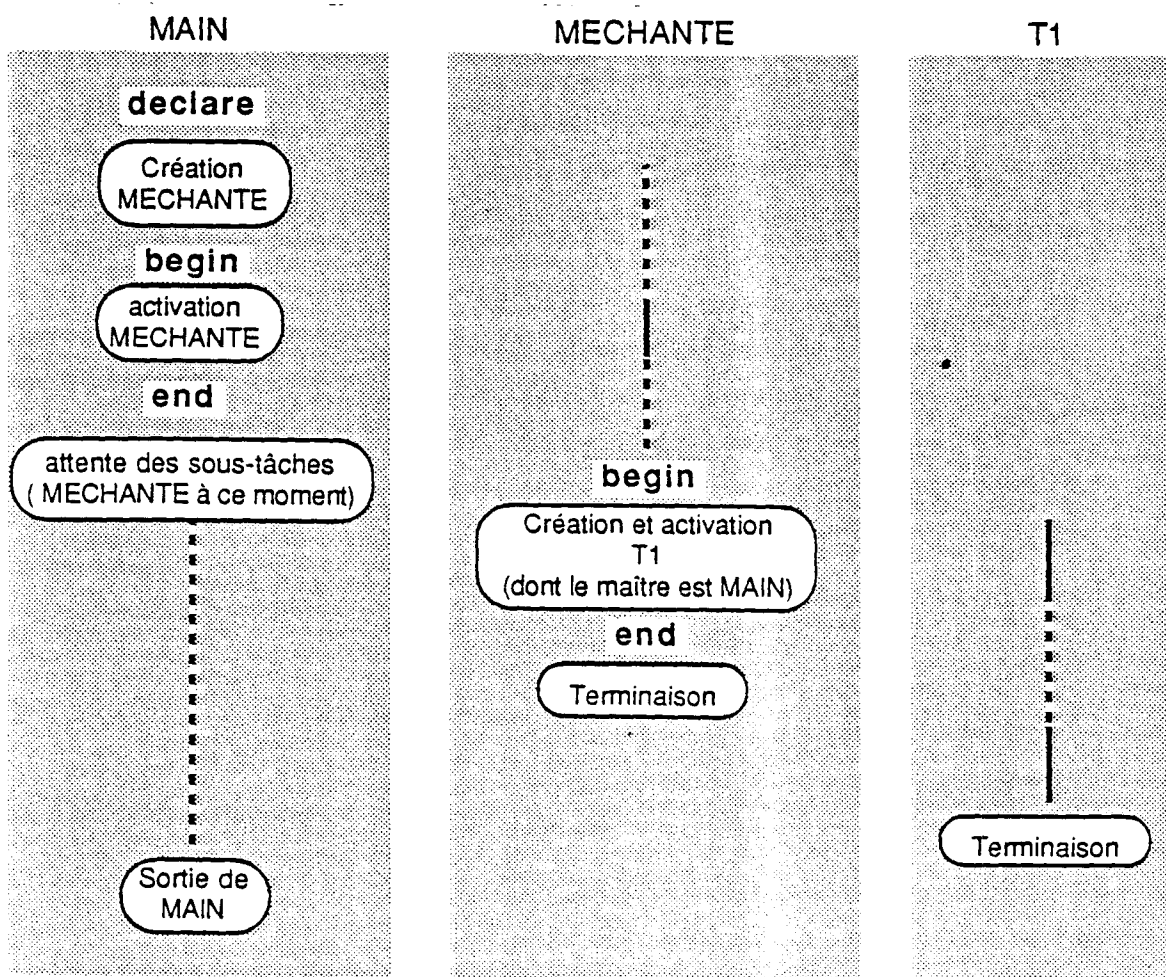 MAIN
declare
Création
MECHANTE
begin
activation
MECHANTE
end
attente des sous-tâches
( MECHANTE à ce moment)
Sortie de
MAIN
MECHANTE
begin
Création et activation
T1
(dont le maître est MAIN)
end
Terminaison
T1
Terminaison